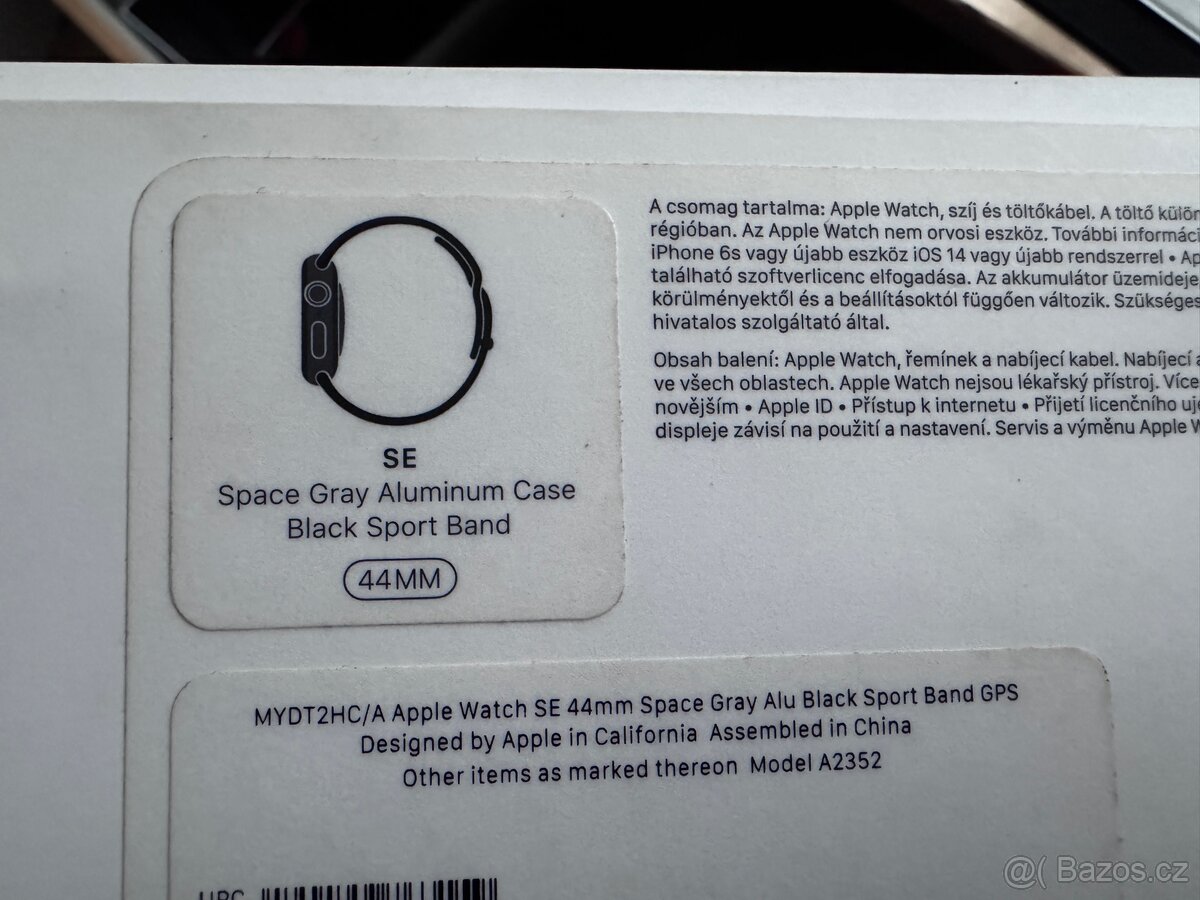 SE
Space Gray Aluminum Case
Black Sport Band
44MM
A csomag tartalma: Apple Watch, szíj és töltőkábel. A töltő külön
régióban. Az Apple Watch nem orvosi eszköz. További
iPhone 6s vagy újabb eszköz iOS 14 vagy újabb rendszerrel •
található szoftverlicenc elfogadása. Az akkumulátor üzemideje
körülményektől és a beállításoktól függően változik. Szükséges
hivatalos szolgáltató által.
Obsah balení: Apple Watch, řemínek a nabíjecí kabel. Nabíjecí
ve všech oblastech. Apple Watch nejsou lékařský přístroj. Více
novějším • Apple ID • Přístup k internetu • Přijetí licenčního
displeje závisí na použití a nastavení. Servis a výměnu Apple
MYDT2HC/A Apple Watch SE 44mm Space Gray Alu Black Sport Band GPS
Designed by Apple in California Assembled in China
Other items as marked thereon Model A2352
UPC
@( Bazos.cz